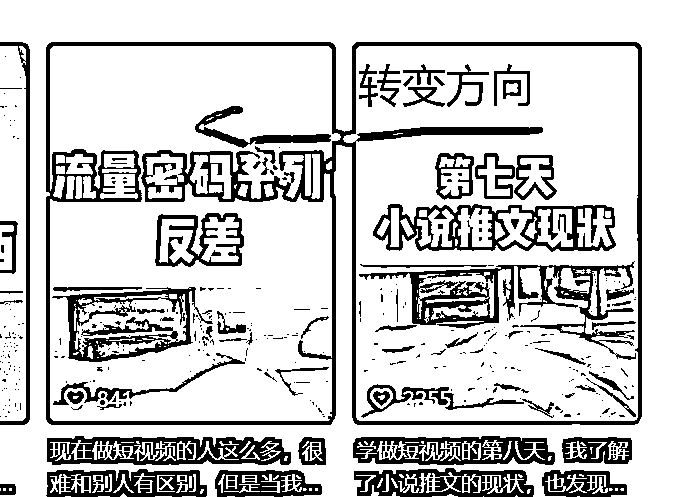 转变方向
流量密码系列
反差
841
现在做短视频的人这么多，很
难和别人有区别，但是当我...
第七天
小说推文现状
2255
学做短视频的第八天，我了解
了小说推文的现状，也发现...